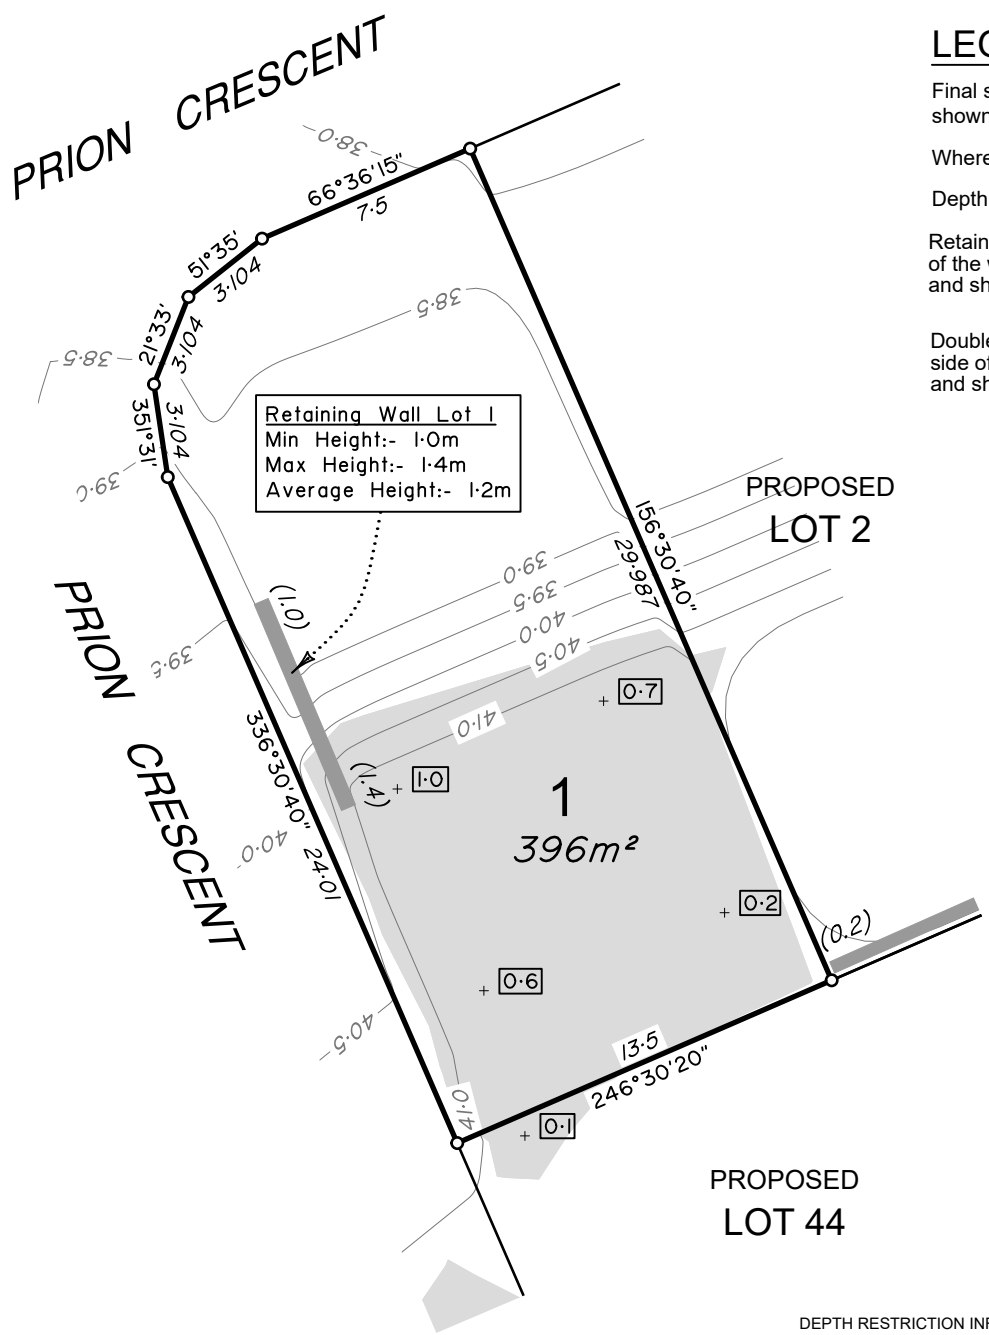 PRION CRESCENT
38·0
66°36'15"
7·5
51°35'
3·104
21°33'
3·104
38·5
38·5
351°31'
3·104
39·0
Retaining Wall Lot 1
Min Height:- 1·0m
Max Height:- 1·4m
Average Height:- 1·2m
PROPOSED
LOT 2
156°30'40"
29·987
39·0
39·5
40·0
40·5
41·0
(1.0)
39·5
PRION CRESCENT
336°30'40"
24·01
(1.4)
0·7
1·0
1
396m²
40·0
0·2
(0.2)
0·6
40·5
13·5
246°30'20"
41·0
0·1
PROPOSED
LOT 44
Final
shown
Where
Depth
Retain
of the
and sh
Double
side of
and sh
DEPTH RESTRICTION